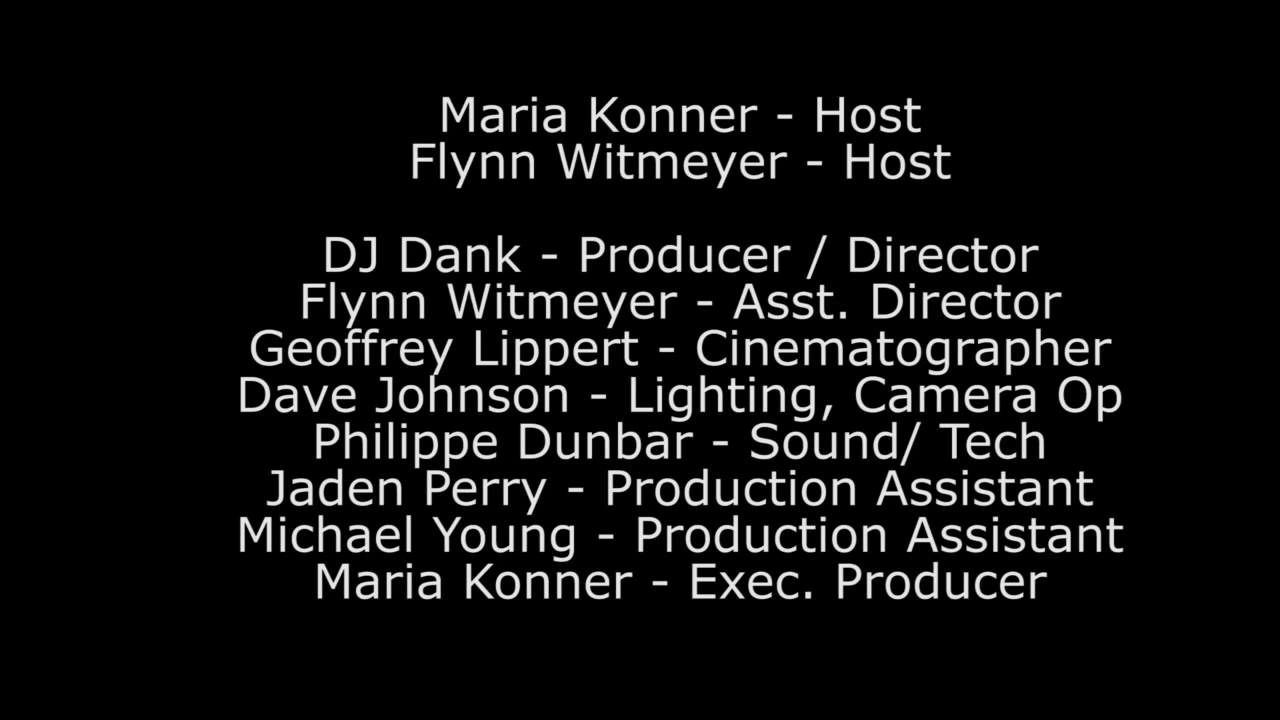 Maria Konner - Host
Flynn Witmeyer - Host
DJ Dank - Producer / Director
Flynn Witmeyer - Asst. Director
Geoffrey Lippert - Cinematographer
Dave Johnson - Lighting, Camera Op
Philippe Dunbar - Sound/ Tech
Jaden Perry - Production Assistant
Michael Young - Production Assistant
Maria Konner - Exec. Producer